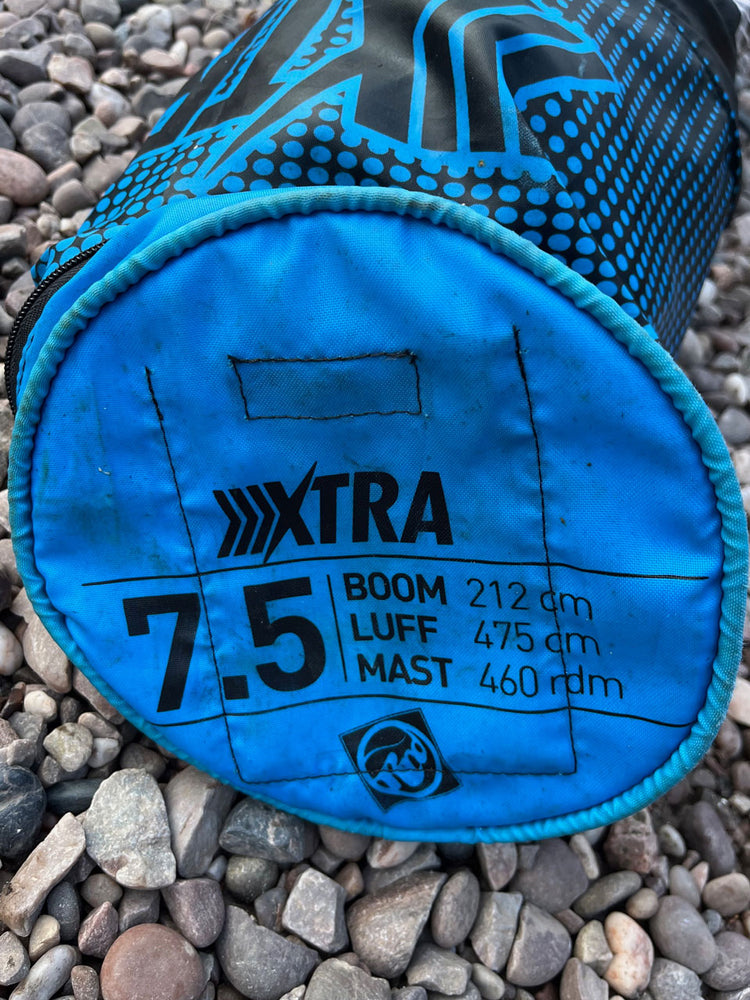 XTRA
7.5
BOOM 212 cm
LUFF 475 cm
MAST 460 rdm